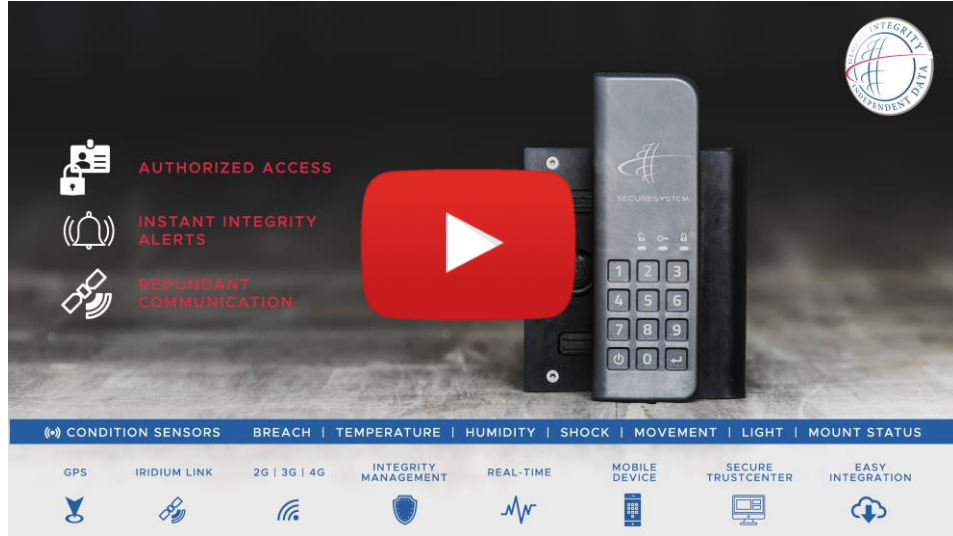 GLOBAL INTEGRITY
INDEPENDENT DATA
AUTHORIZED ACCESS
INSTANT INTEGRITY
ALERTS
REDUNDANT
COMMUNICATION
SECURESYSTEM
1 2 3
4 5 6
7 8 9
0
CONDITION SENSORS BREACH | TEMPERATURE | HUMIDITY | SHOCK | MOVEMENT | LIGHT | MOUNT STATUS
GPS
IRIDIUM LINK
2G | 3G | 4G
INTEGRITY
MANAGEMENT
REAL-TIME
MOBILE
DEVICE
SECURE
TRUSTCENTER
EASY
INTEGRATION